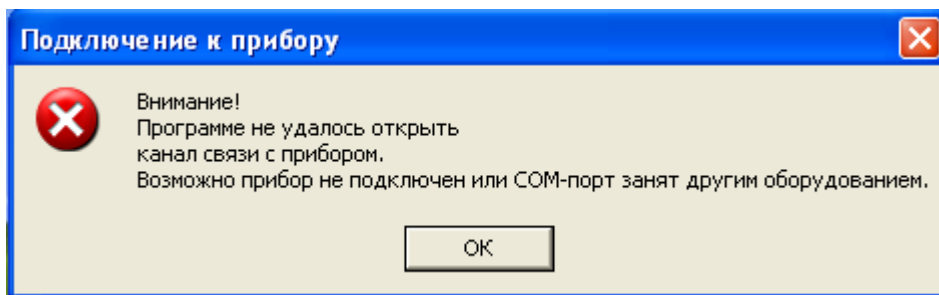 Подключение к прибору
Внимание!
Программе не удалось открыть
канал связи с прибором.
Возможно прибор не подключен или COM-порт занят другим оборудованием.
OK